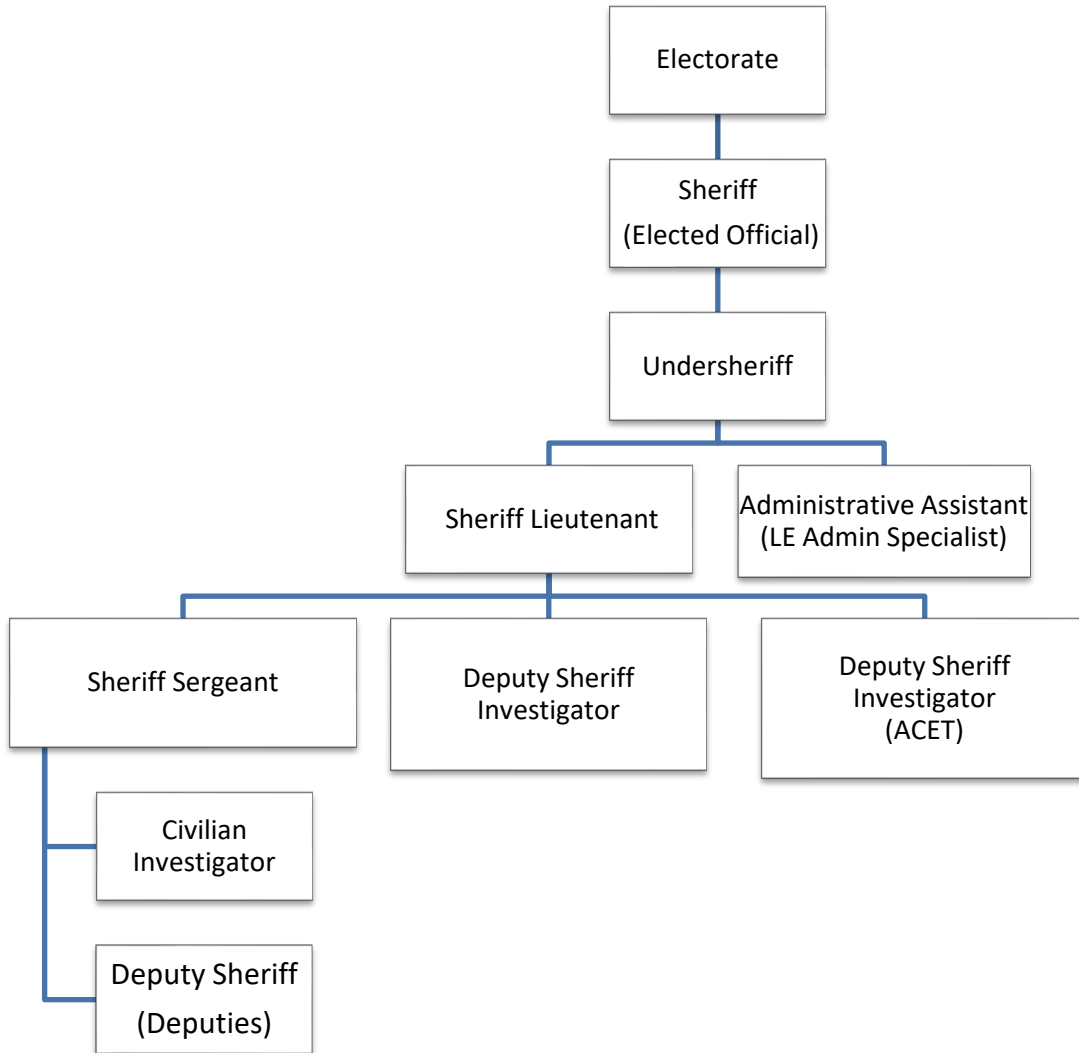 Electorate
Sheriff
(Elected Official)
Undersheriff
Sheriff Lieutenant
Administrative Assistant
(LE Admin Specialist)
Sheriff Sergeant
Deputy Sheriff
Investigator
Deputy Sheriff
Investigator
(ACET)
Civilian
Investigator
Deputy Sheriff
(Deputies)